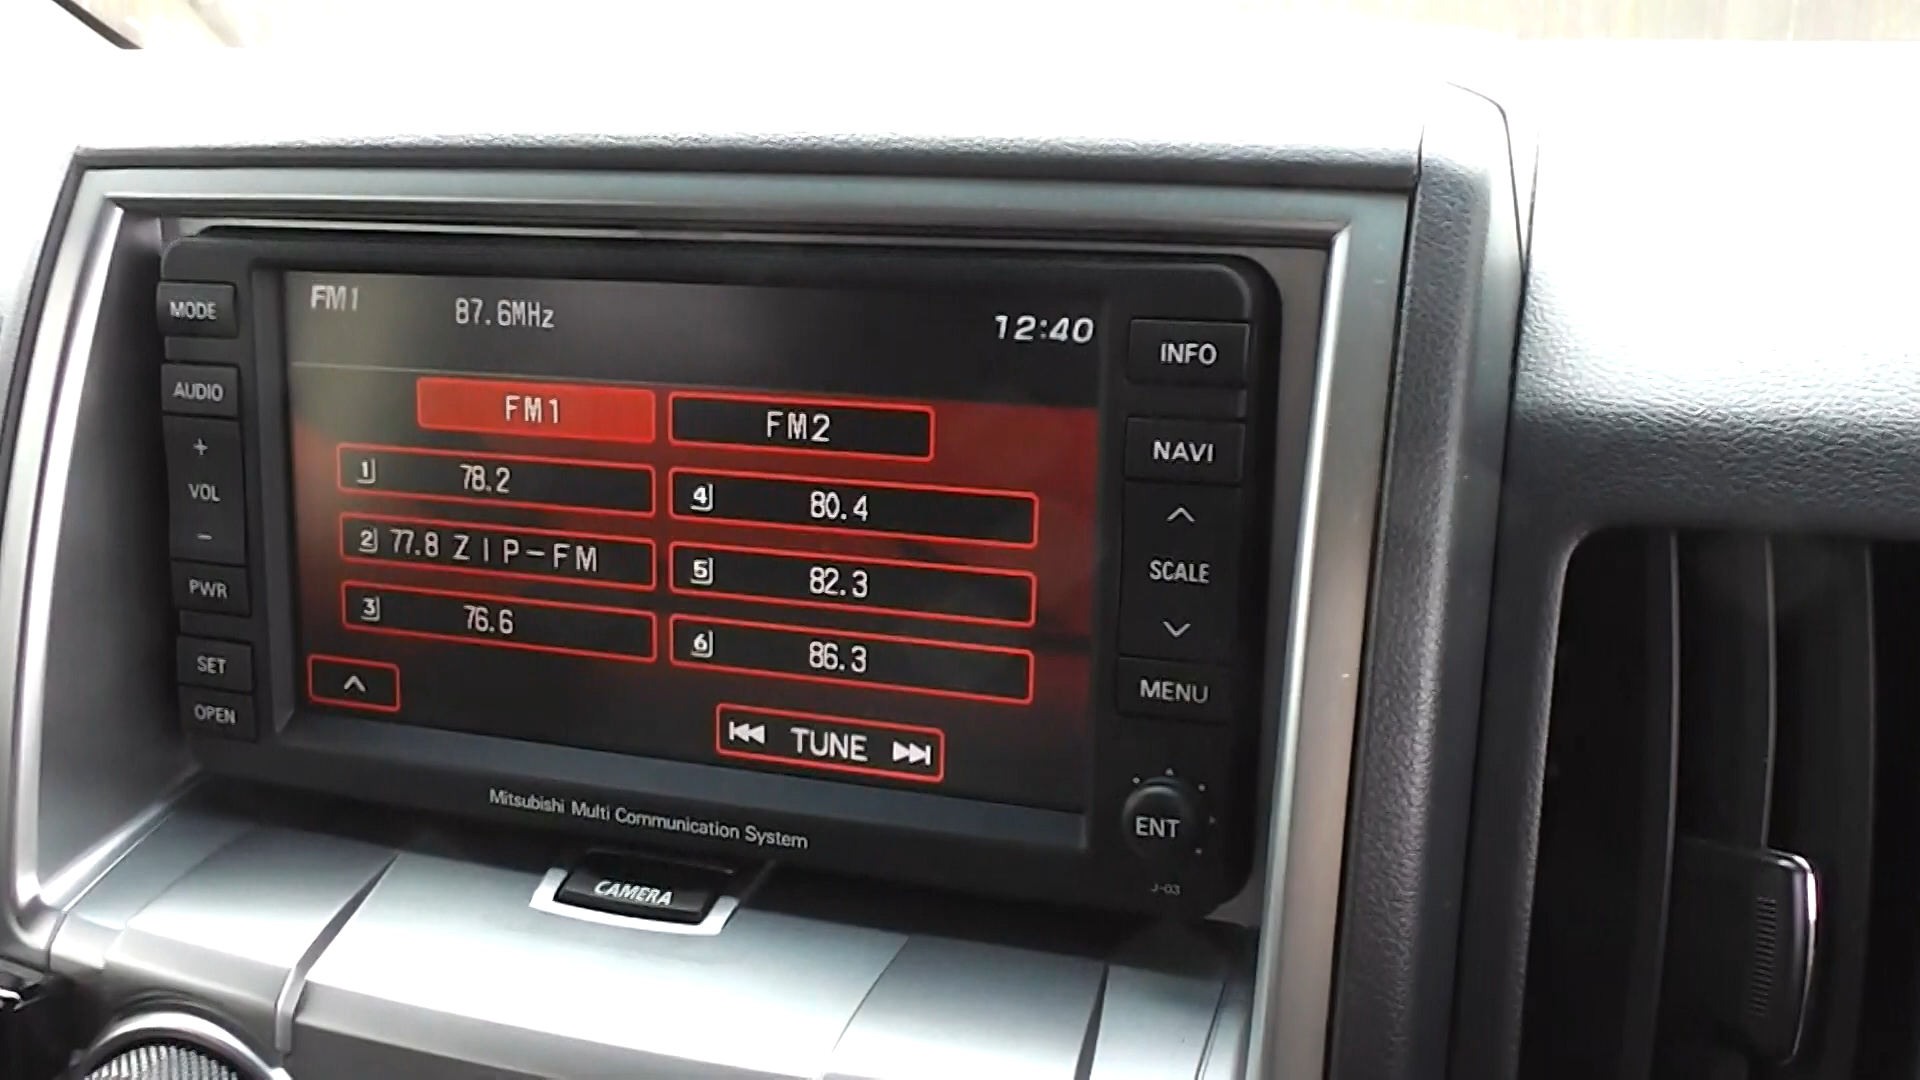 FM1 87.6MHz 12:40
FM1 FM2
1 78.2
2 77.8 ZIP-FM
3 76.6
4 80.4
5 82.3
6 86.3
TUNE
MODE
AUDIO
+
VOL
-
PWR
SET
OPEN
INFO
NAVI
SCALE
MENU
ENT
J-03
Mitsubishi Multi Communication System
CAMERA